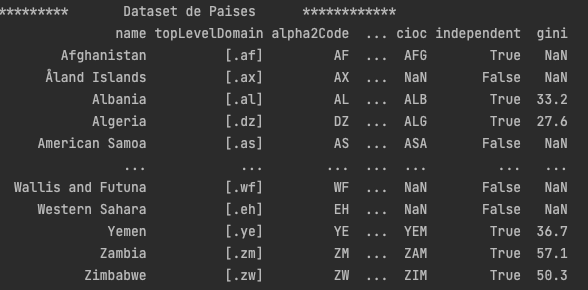 ********* Dataset de Paises ************
name topLevelDomain alpha2Code ... cioc independent gini
Afghanistan [.af] AF ... AFG True NaN
Åland Islands [.ax] AX ... NaN False NaN
Albania [.al] AL ... ALB True 33.2
Algeria [.dz] DZ ... ALG True 27.6
American Samoa [.as] AS ... ASA False NaN
... ... ... ... ... ... ...
Wallis and Futuna [.wf] WF ... NaN False NaN
Western Sahara [.eh] EH ... NaN False NaN
Yemen [.ye] YE ... YEM True 36.7
Zambia [.zm] ZM ... ZAM True 57.1
Zimbabwe [.zw] ZW ... ZIM True 50.3